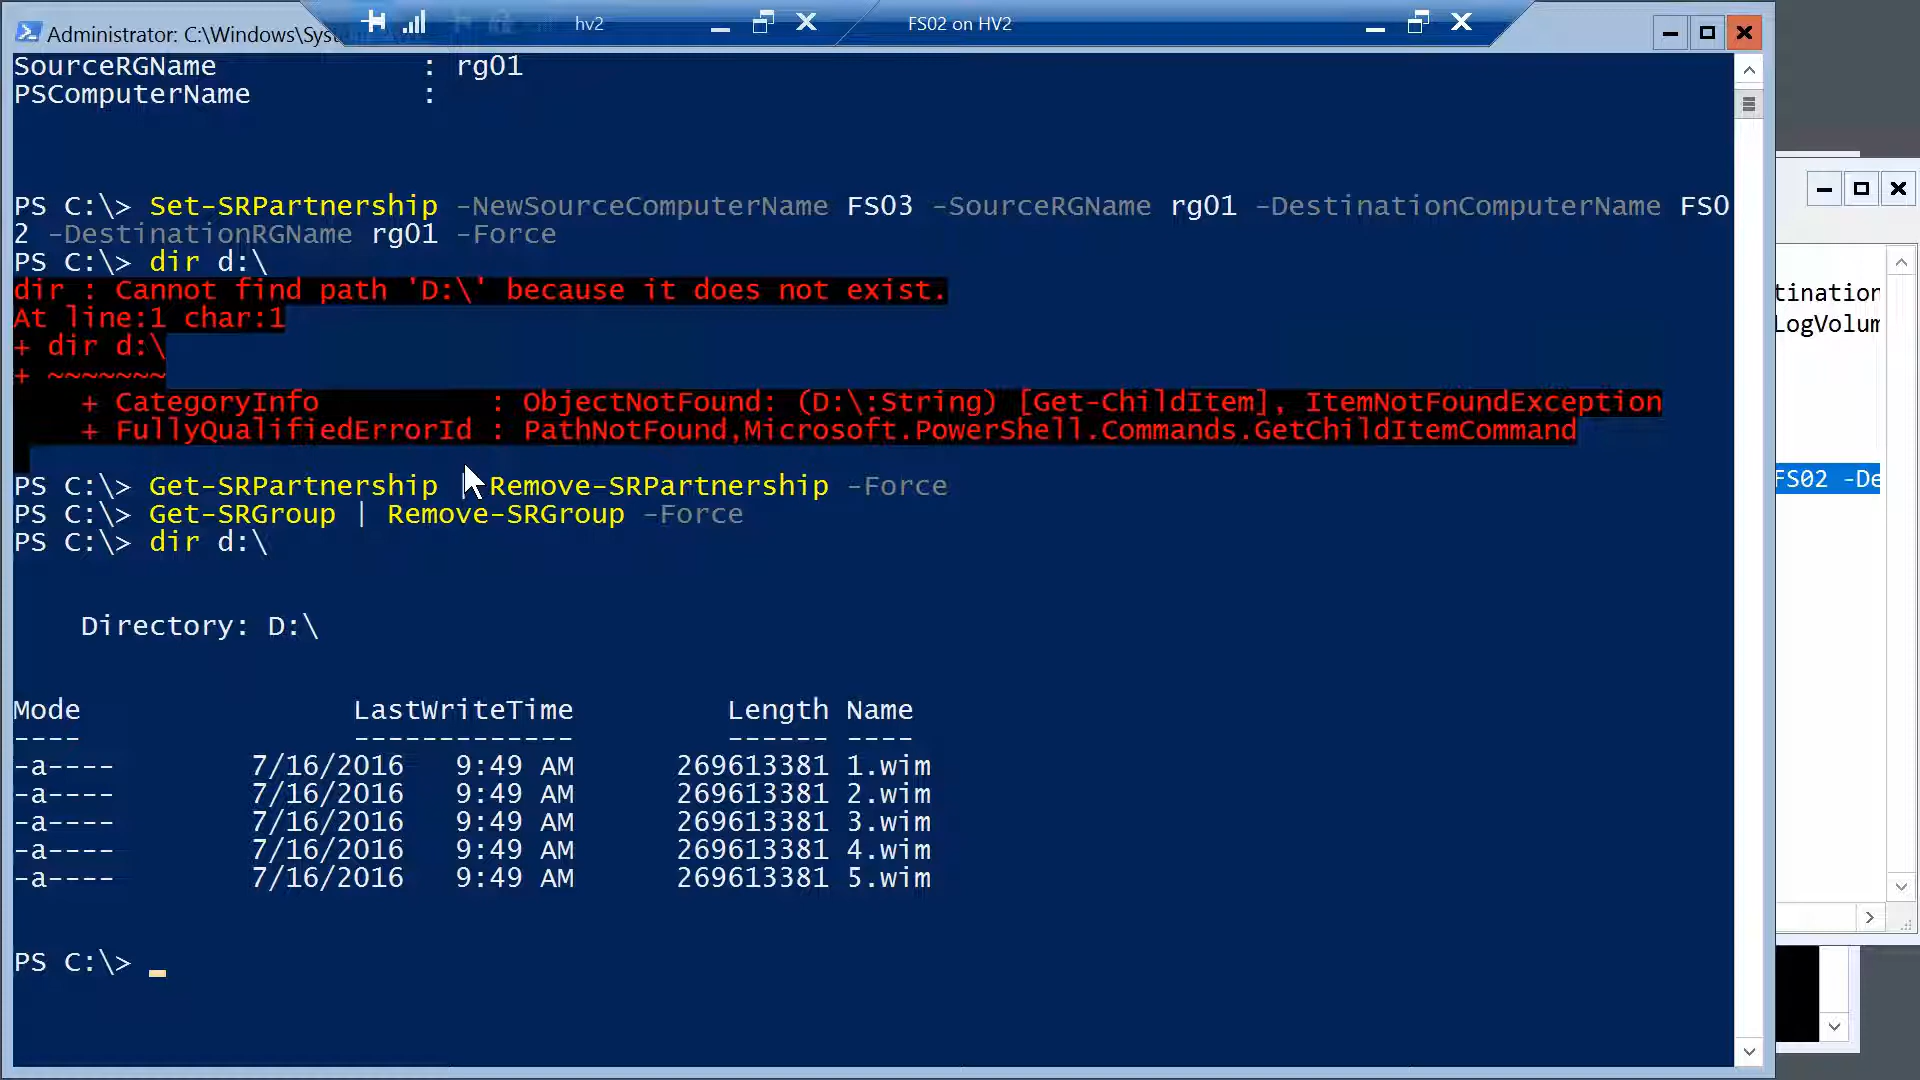 hv2
FS02 on HV2
Administrator: C:\Windows\Sys
SourceRGName : rg01
PSComputerName :
PS C:\> Set-SRPartnership -NewSourceComputerName FS03 -SourceRGName rg01 -DestinationComputerName FS0
2 -DestinationRGName rg01 -Force
PS C:\> dir d:\
dir : Cannot find path 'D:\' because it does not exist.
At line:1 char:1
+ dir d:\
+ ~~~~~~~
+ CategoryInfo : ObjectNotFound: (D:\:String) [Get-ChildItem], ItemNotFoundException
+ FullyQualifiedErrorId : PathNotFound,Microsoft.PowerShell.Commands.GetChildItemCommand
PS C:\> Get-SRPartnership | Remove-SRPartnership -Force
PS C:\> Get-SRGroup | Remove-SRGroup -Force
PS C:\> dir d:\
Directory: D:\
Mode LastWriteTime Length Name
---- ------------- ------ ----
-a---- 7/16/2016 9:49 AM 269613381 1.wim
-a---- 7/16/2016 9:49 AM 269613381 2.wim
-a---- 7/16/2016 9:49 AM 269613381 3.wim
-a---- 7/16/2016 9:49 AM 269613381 4.wim
-a---- 7/16/2016 9:49 AM 269613381 5.wim
PS C:\>
tination
LogVolum
FS02 -De